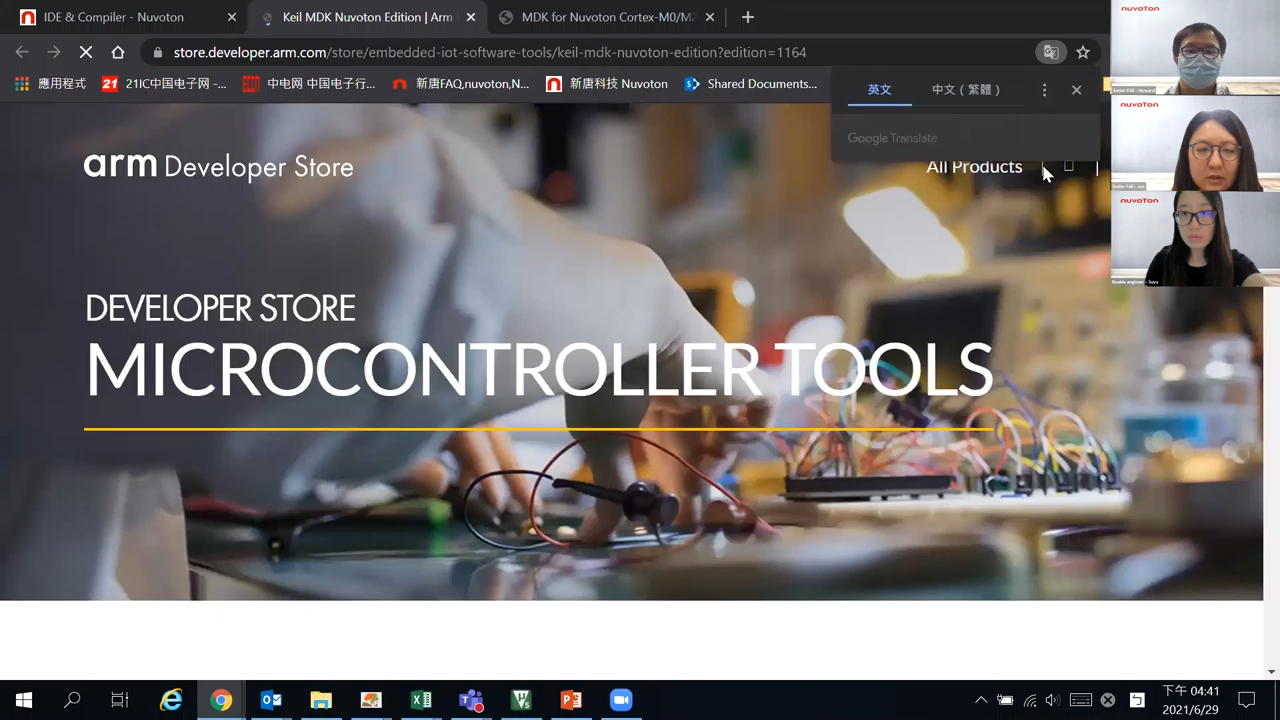 IDE & Compiler - Nuvoton
Keil MDK Nuvoton Edition | Arm
MDK for Nuvoton Cortex-M0/M2
store.developer.arm.com/store/embedded-iot-software-tools/keil-mdk-nuvoton-edition?edition=1164
應用程式
21IC中国电子网 -...
中电网 中国电子行...
新唐FAQ.nuvoton.N...
新唐科技 Nuvoton
Shared Documents...
英文
中文（繁體）
Google Translate
arm Developer Store
All Products
DEVELOPER STORE
MICROCONTROLLER TOOLS
nuvoTon
Senior FAE - Howard
nuvoTon
nuvoTon
下午 04:41
2021/6/29